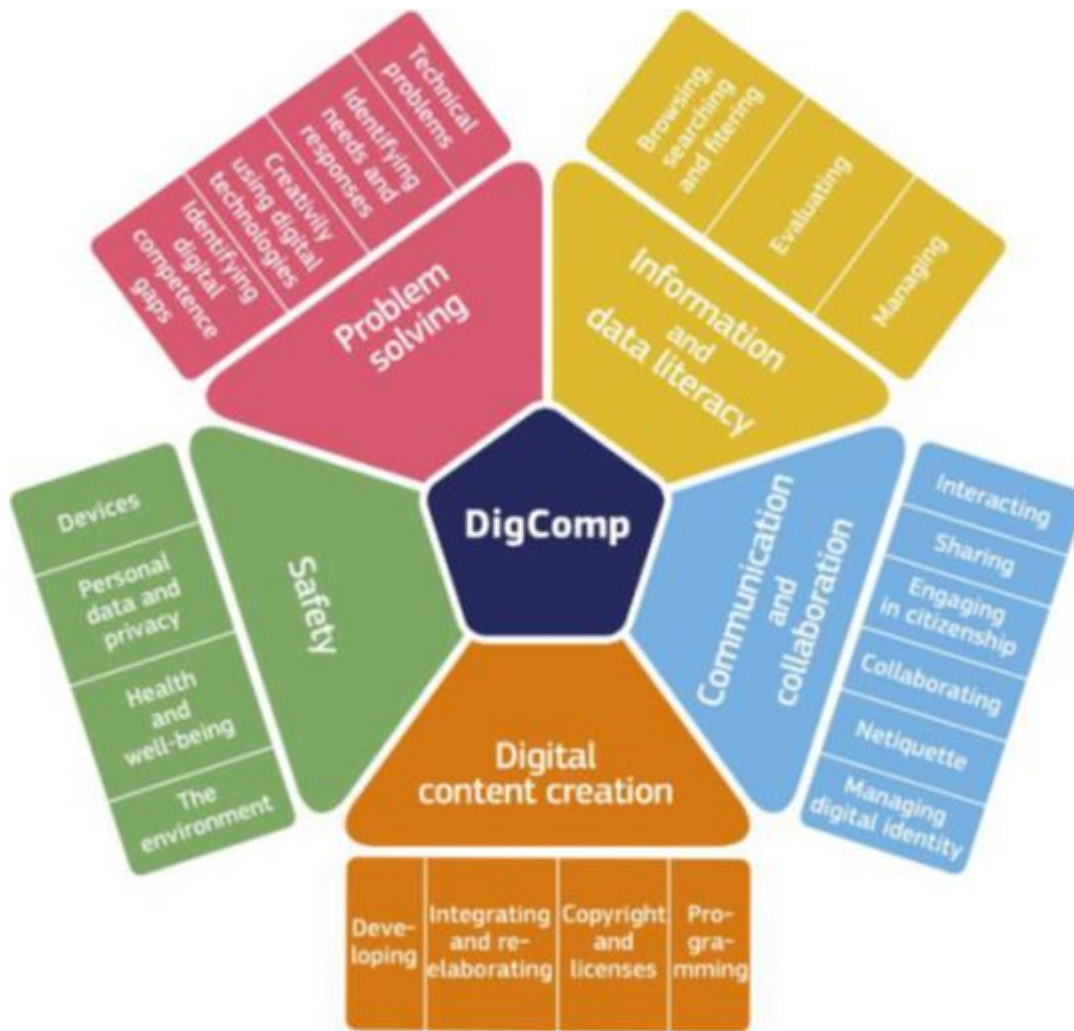 DigComp
Information
and
data literacy
Browsing,
searching
and fitering
Evaluating
Managing
Communication
and
collaboration
Interacting
Sharing
Engaging
in citizenship
Collaborating
Netiquette
Managing
digital identity
Digital
content creation
Deve-
loping
Integrating
and re-
elaborating
Copyright
and
licenses
Pro-
gra-
mming
Safety
Devices
Personal
data and
privacy
Health
and
well-being
The
environment
Problem
solving
Technical
problems
Identifying
needs and
responses
Creativily
using digital
technologies
Identifying
digital
competence
gaps